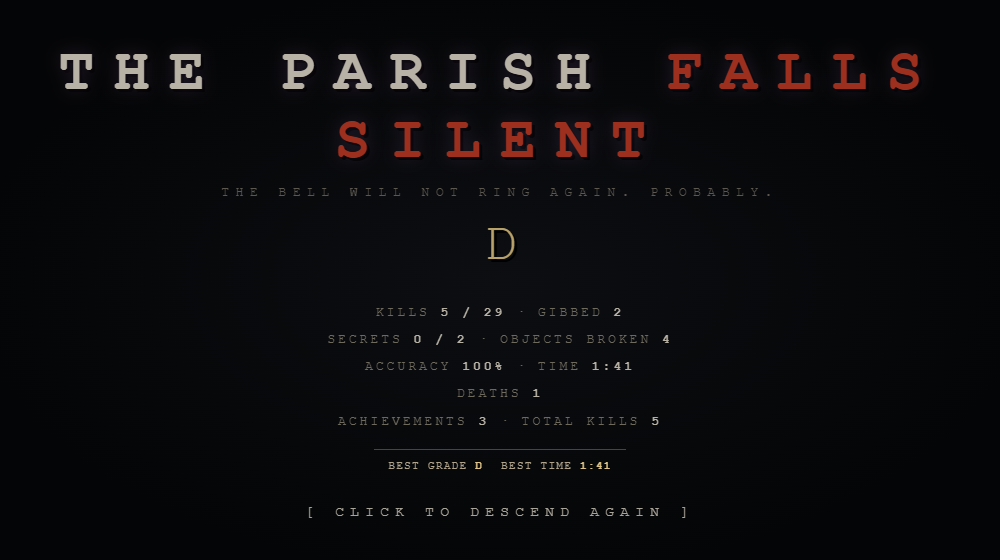 THE PARISH FALLS
SILENT
THE BELL WILL NOT RING AGAIN. PROBABLY.
D
KILLS 5 / 29 · GIBBED 2
SECRETS 0 / 2 · OBJECTS BROKEN 4
ACCURACY 100% · TIME 1:41
DEATHS 1
ACHIEVEMENTS 3 · TOTAL KILLS 5
BEST GRADE D BEST TIME 1:41
[ CLICK TO DESCEND AGAIN ]